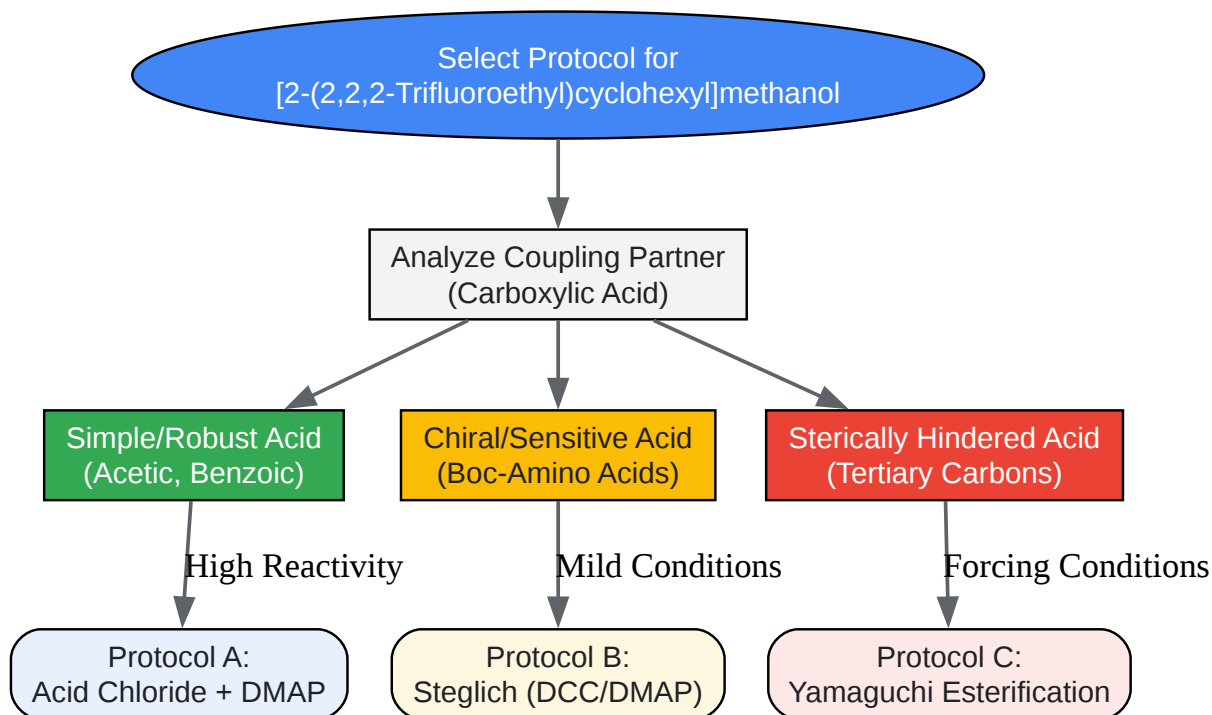 Select Protocol for
[2-(2,2,2-Trifluoroethyl)cyclohexyl]methanol
Analyze Coupling Partner
(Carboxylic Acid)
Simple/Robust Acid
(Acetic, Benzoic)
Chiral/Sensitive Acid
(Boc-Amino Acids)
Sterically Hindered Acid
(Tertiary Carbons)
High Reactivity
Mild Conditions
Forcing Conditions
Protocol A:
Acid Chloride + DMAP
Protocol B:
Steglich (DCC/DMAP)
Protocol C:
Yamaguchi Esterification